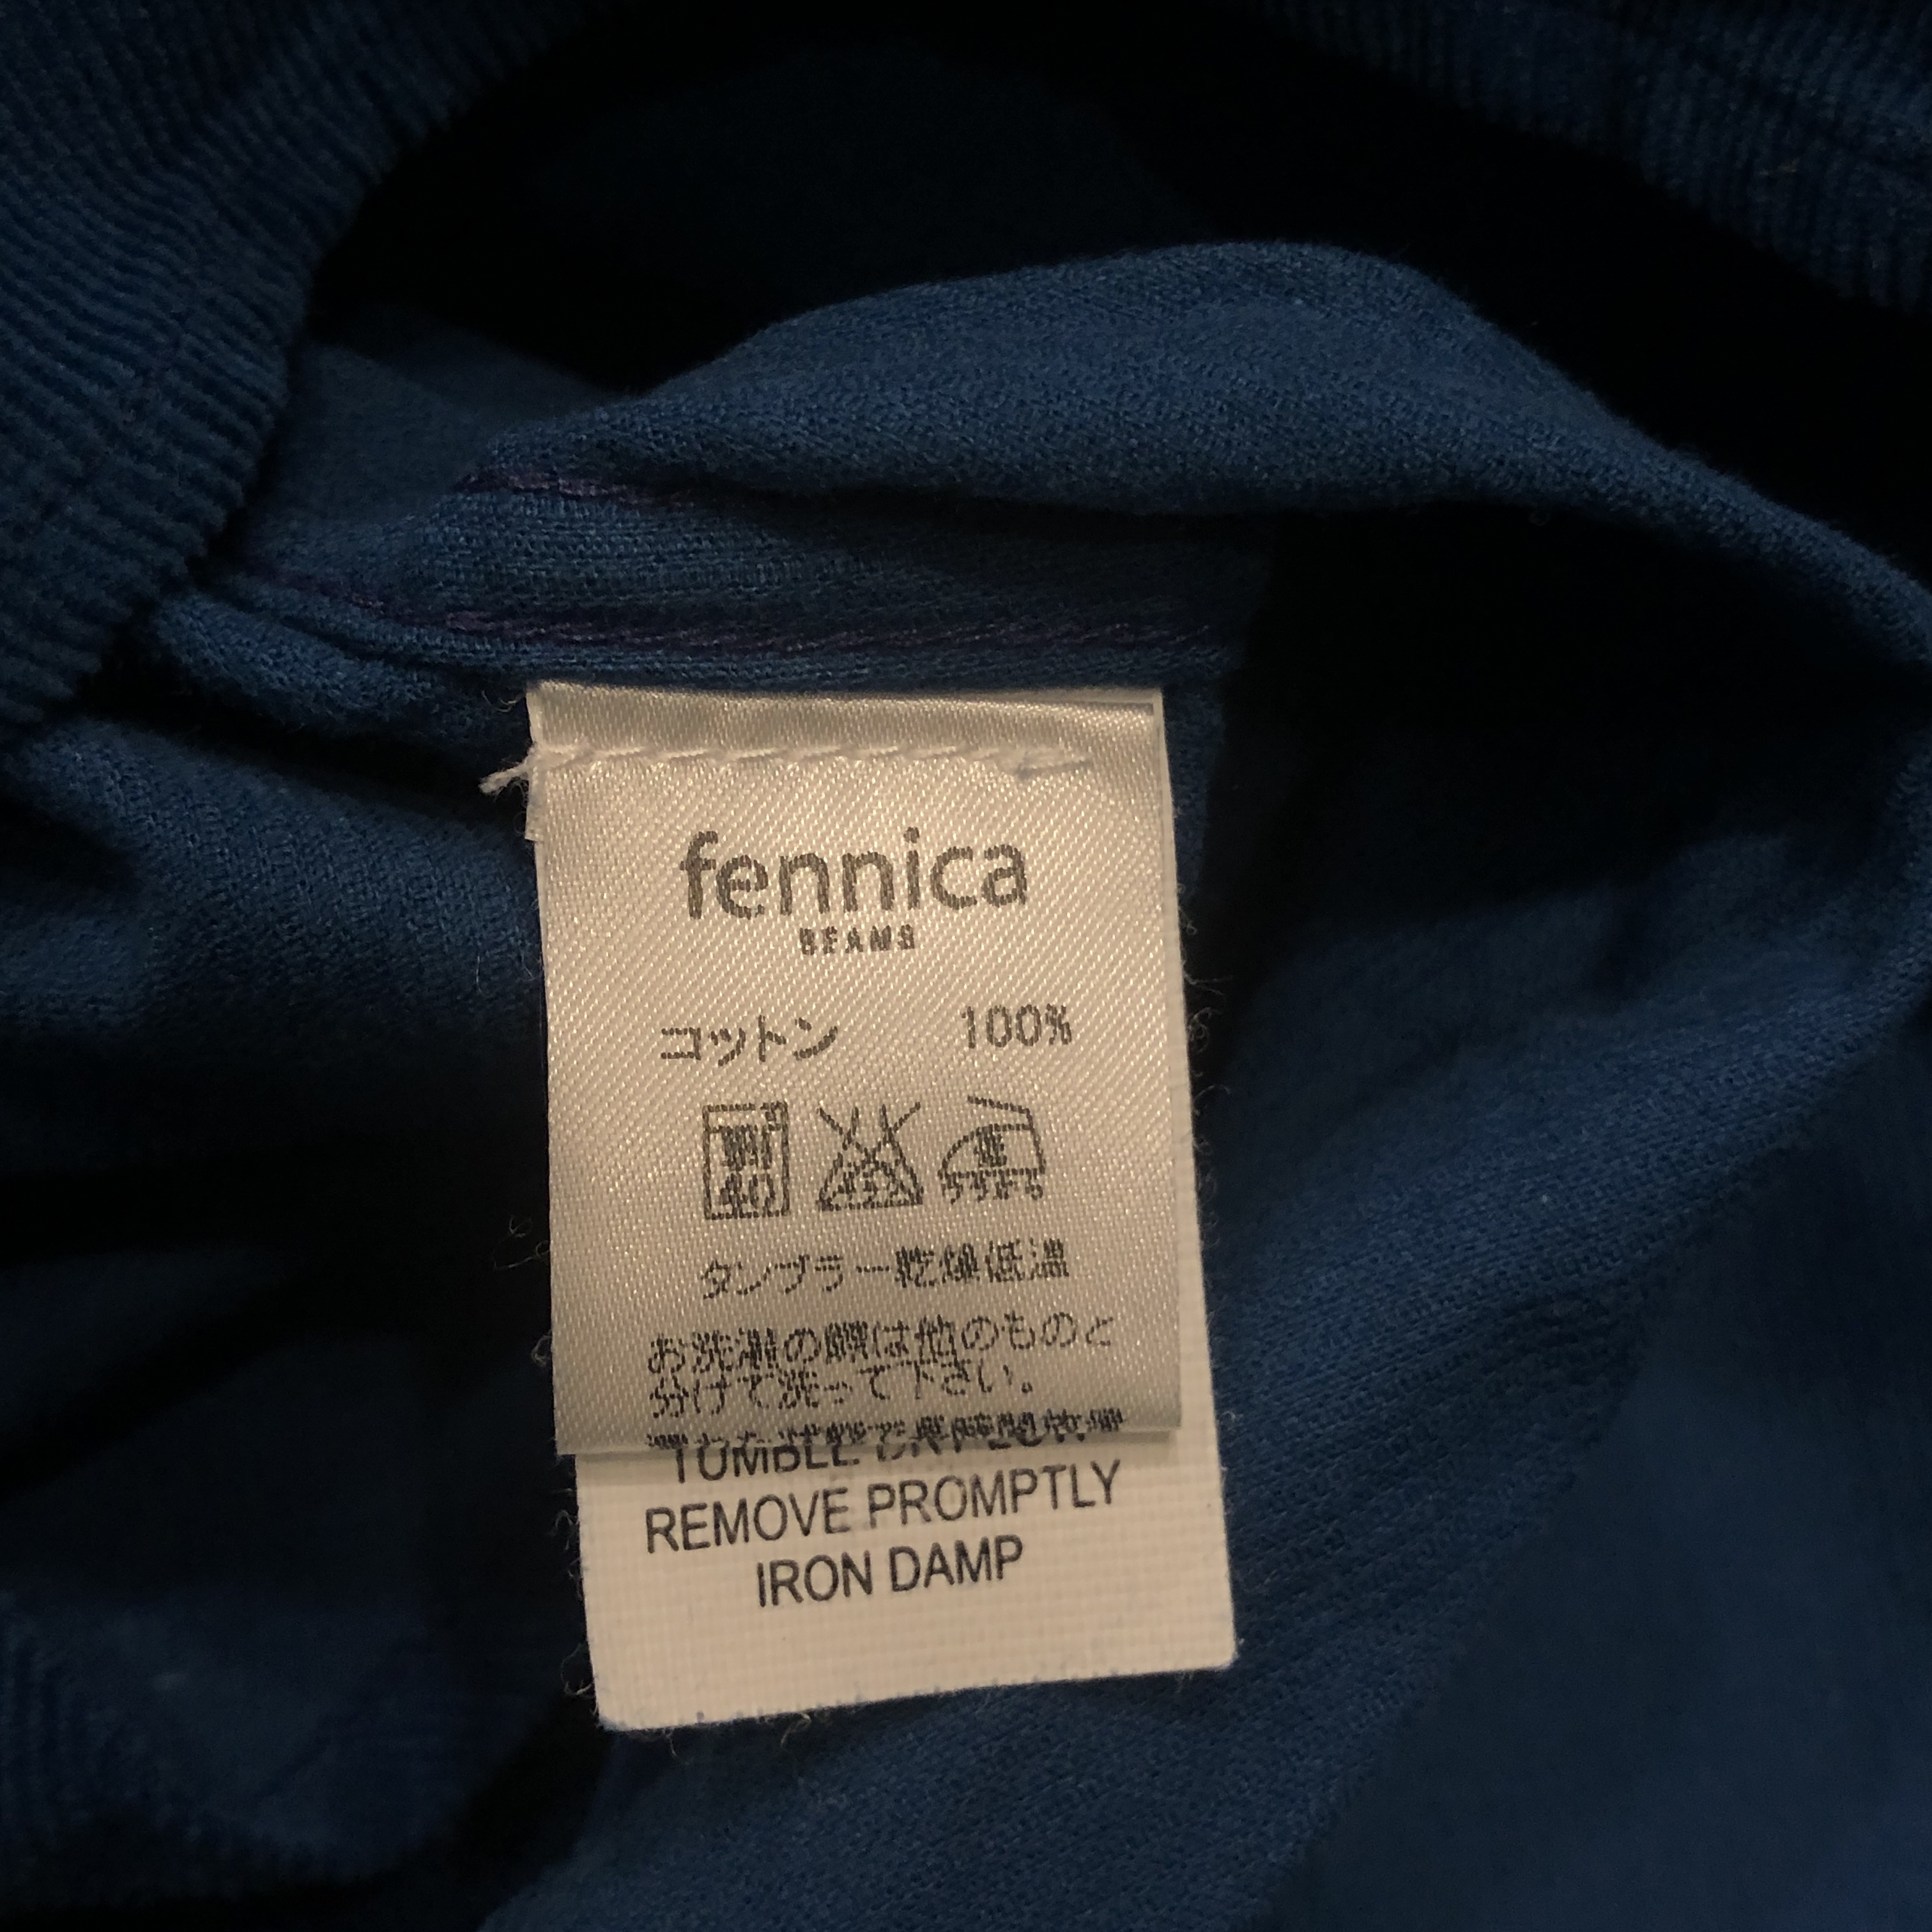 fennica
BEAMS
コットン 100%
40
タンブラー乾燥低温
お洗濯の際は他のものと
分けて洗って下さい。
TUMBLE
REMOVE PROMPTLY
IRON DAMP